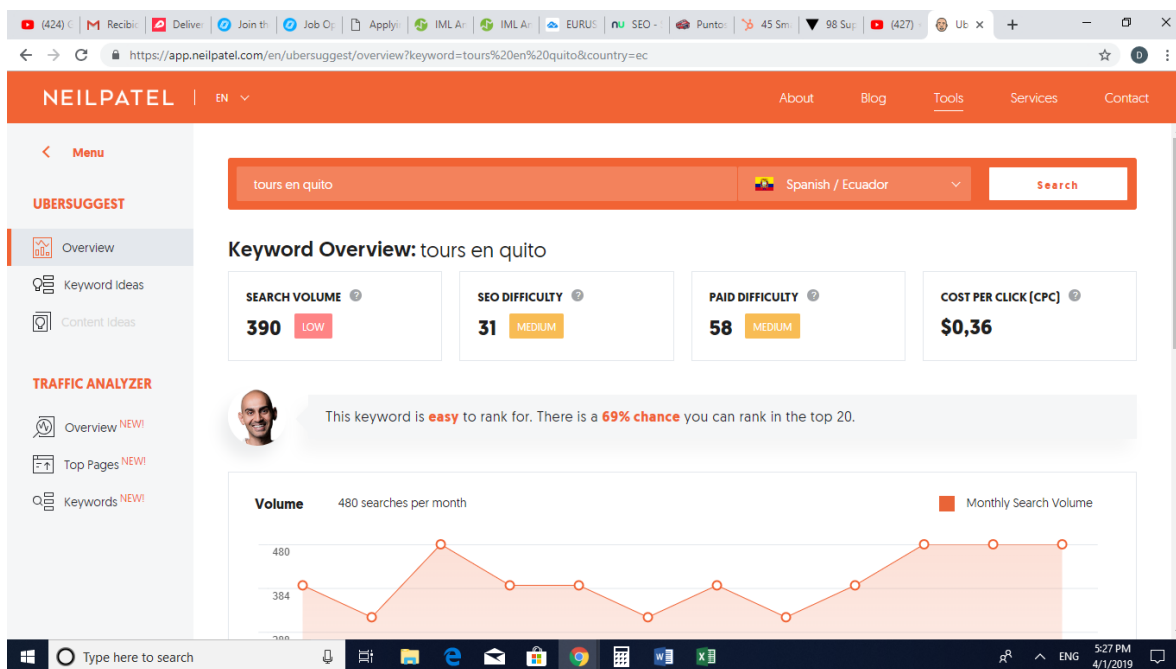 (424) C
M Recibic
Deliver
Join th
Job Op
Applyi
IML Ar
IML Ar
EURUS
nu SEO -
Puntos
45 Sm
98 Sup
(427)
Ub
https://app.neilpatel.com/en/ubersuggest/overview?keyword=tours%20en%20quito&country=ec
D
NEILPATEL | EN
About Blog Tools Services Contact
Menu
tours en quito
Spanish / Ecuador
Search
UBERSUGGEST
Overview
Keyword Ideas
Content Ideas
TRAFFIC ANALYZER
Overview NEW!
Top Pages NEW!
Keywords NEW!
Keyword Overview: tours en quito
SEARCH VOLUME ?
390 LOW
SEO DIFFICULTY ?
31 MEDIUM
PAID DIFFICULTY ?
58 MEDIUM
COST PER CLICK (CPC) ?
$0,36
This keyword is easy to rank for. There is a 69% chance you can rank in the top 20.
Volume 480 searches per month
Monthly Search Volume
480
384
Type here to search
ENG
5:27 PM
4/1/2019